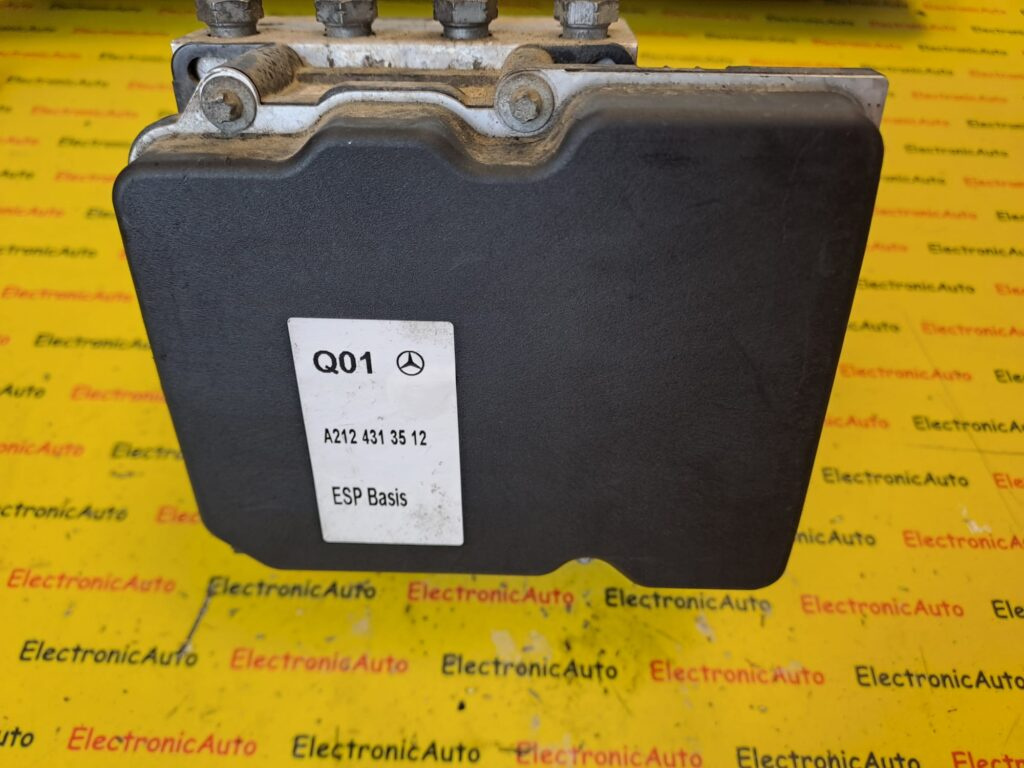 Q01
A212 431 35 12
ESP Basis
ElectronicAuto